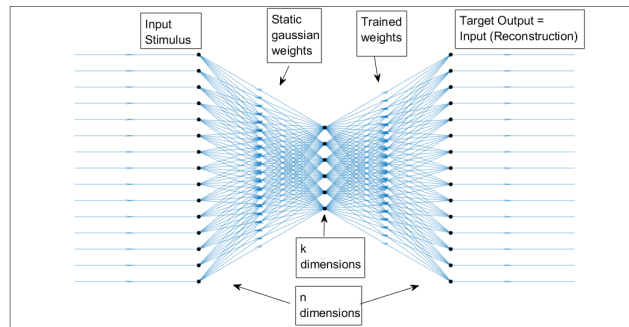 Input
Stimulus
Static
gaussian
weights
Trained
weights
Target Output =
Input (Reconstruction)
k
dimensions
n
dimensions